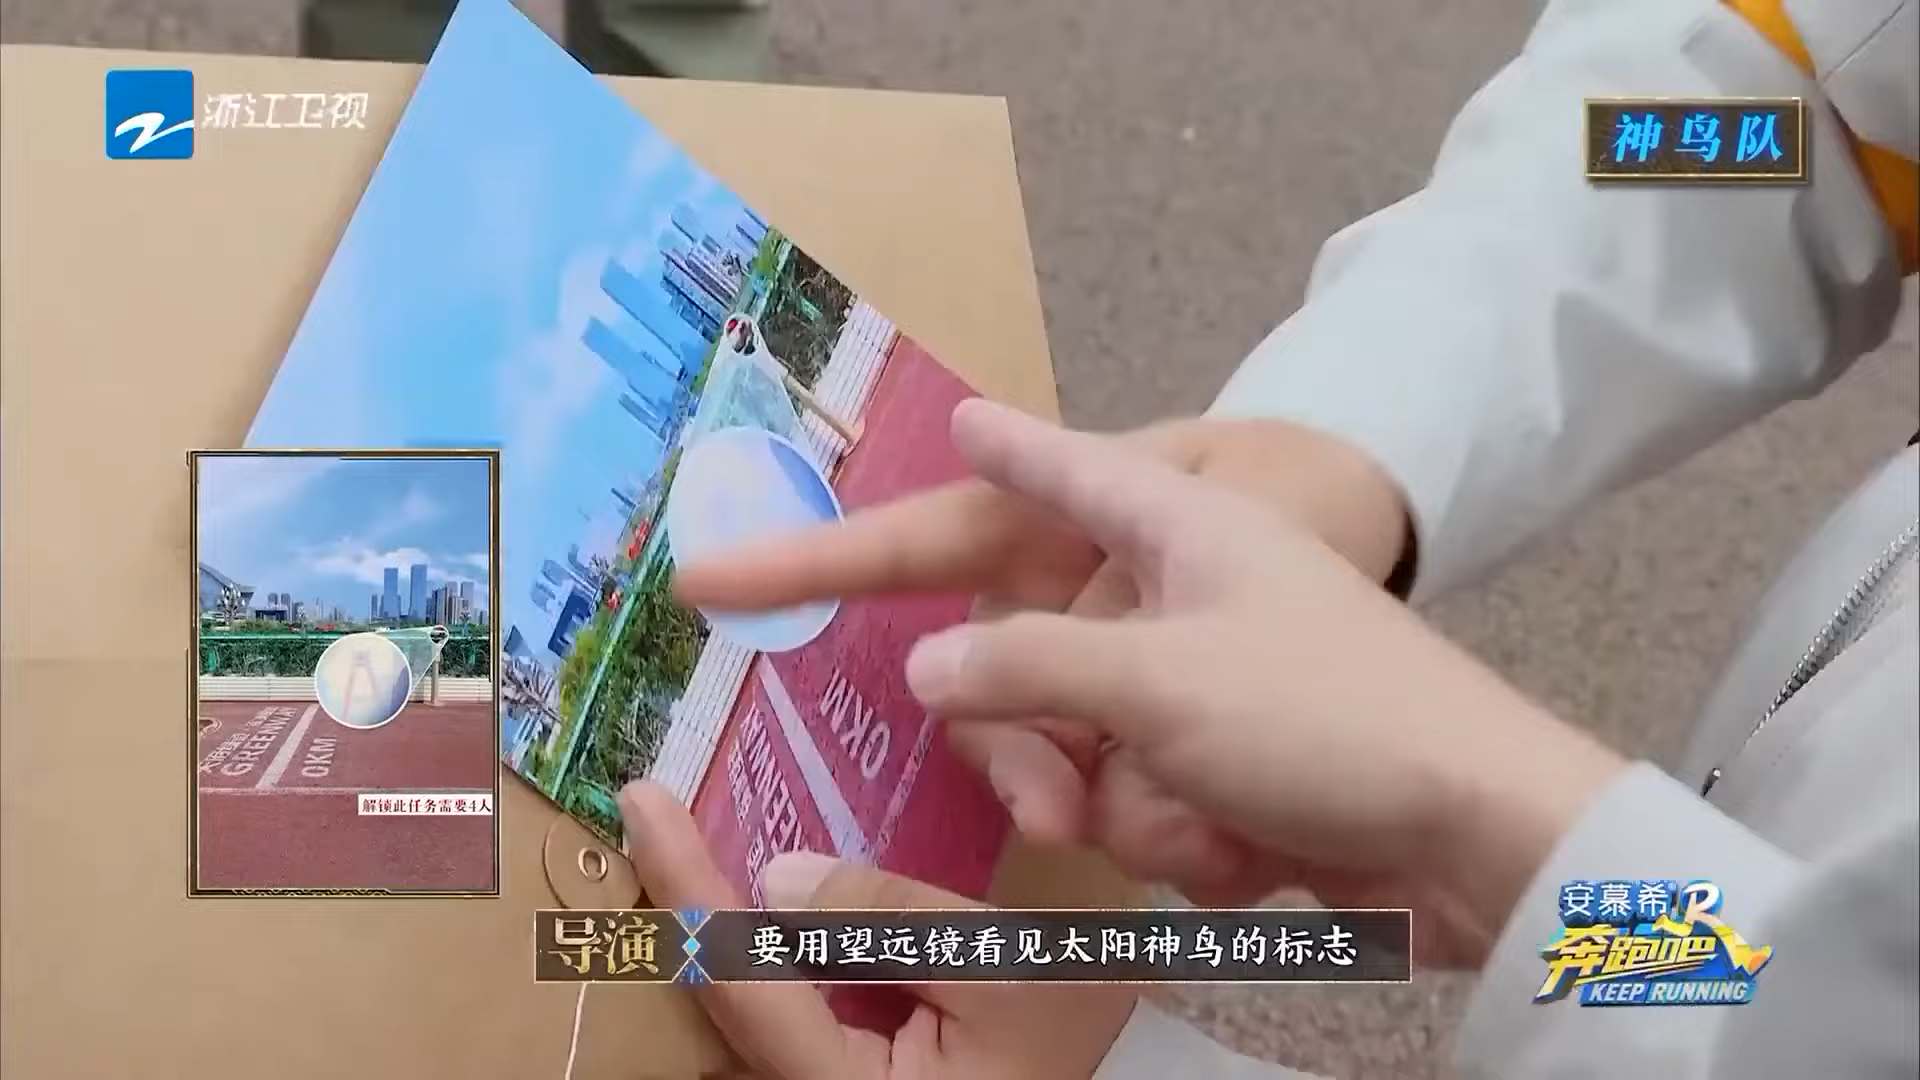 浙江卫视
神鸟队
GREENWAY
0KM
解锁此任务需要4人
0KM
导演
要用望远镜看见太阳神鸟的标志
安慕希
奔跑吧
KEEP RUNNING